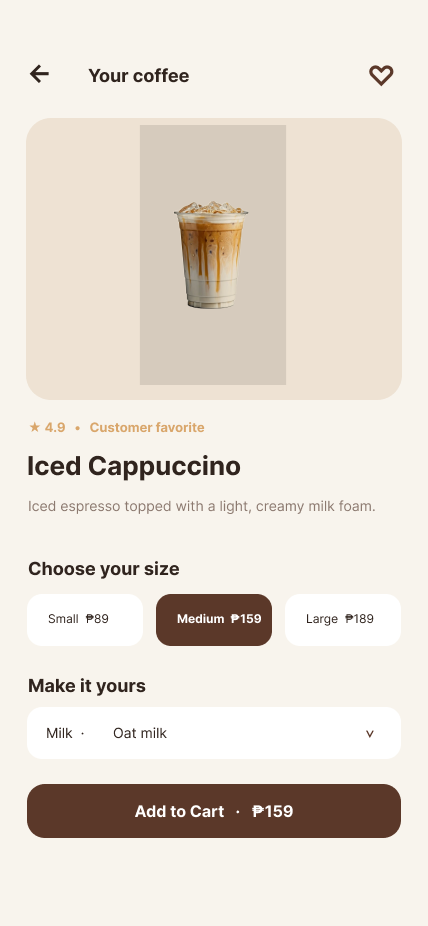 Your coffee
★ 4.9 • Customer favorite
Iced Cappuccino
Iced espresso topped with a light, creamy milk foam.
Choose your size
Small ₱89
Medium ₱159
Large ₱189
Make it yours
Milk · Oat milk
Add to Cart · ₱159